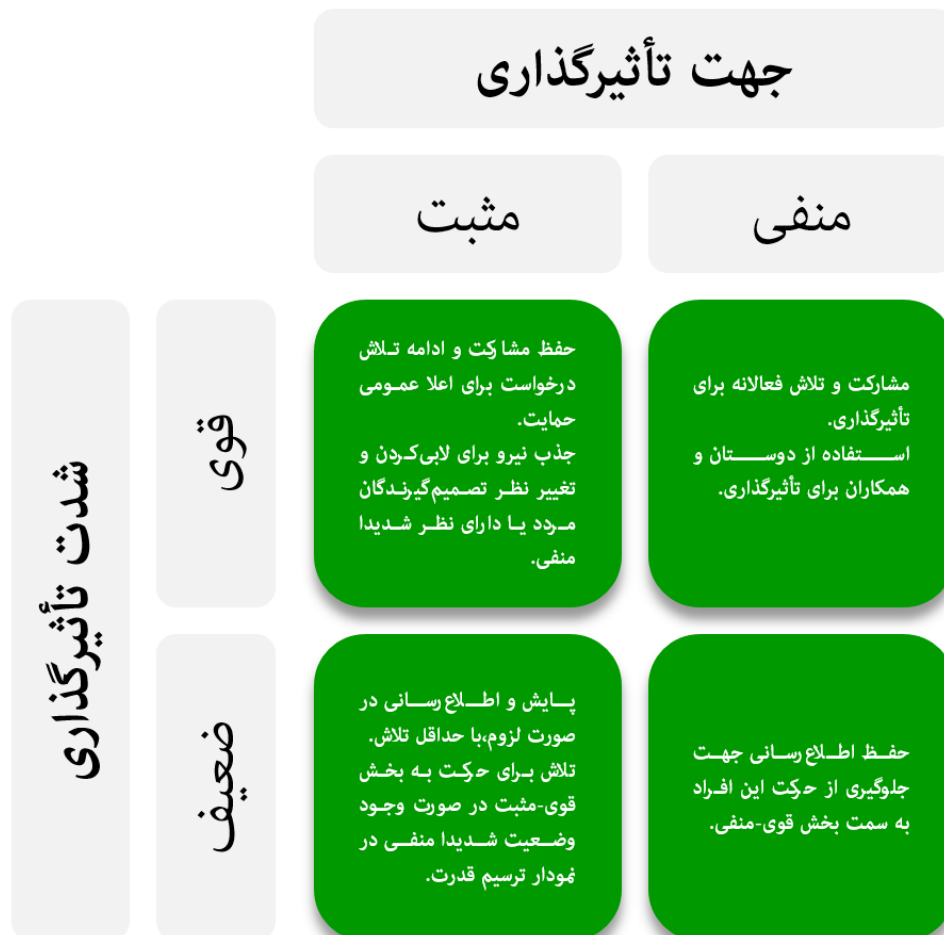 جهت تأثیرگذاری
منفی
مثبت
شدت تأثیرگذاری
قوی
مشارکت و تلاش فعالانه برای
تأثیرگذاری.
استفاده از دوستان و
همکاران برای تأثیرگذاری.
حفظ مشارکت و ادامه تلاش
درخواست برای اعلا عمومی
حمایت.
جذب نیرو برای لابی‌کردن و
تغییر نظر تصمیم‌گیرندگان
مردد یا دارای نظر شدیدا
منفی.
ضعیف
حفظ اطلاع‌رسانی جهت
جلوگیری از حرکت این افراد
به سمت بخش قوی-منفی.
پایش و اطلاع‌رسانی در
صورت لزوم،با حداقل تلاش.
تلاش برای حرکت به بخش
قوی-مثبت در صورت وجود
وضعیت شدیدا منفی در
نمودار ترسیم قدرت.